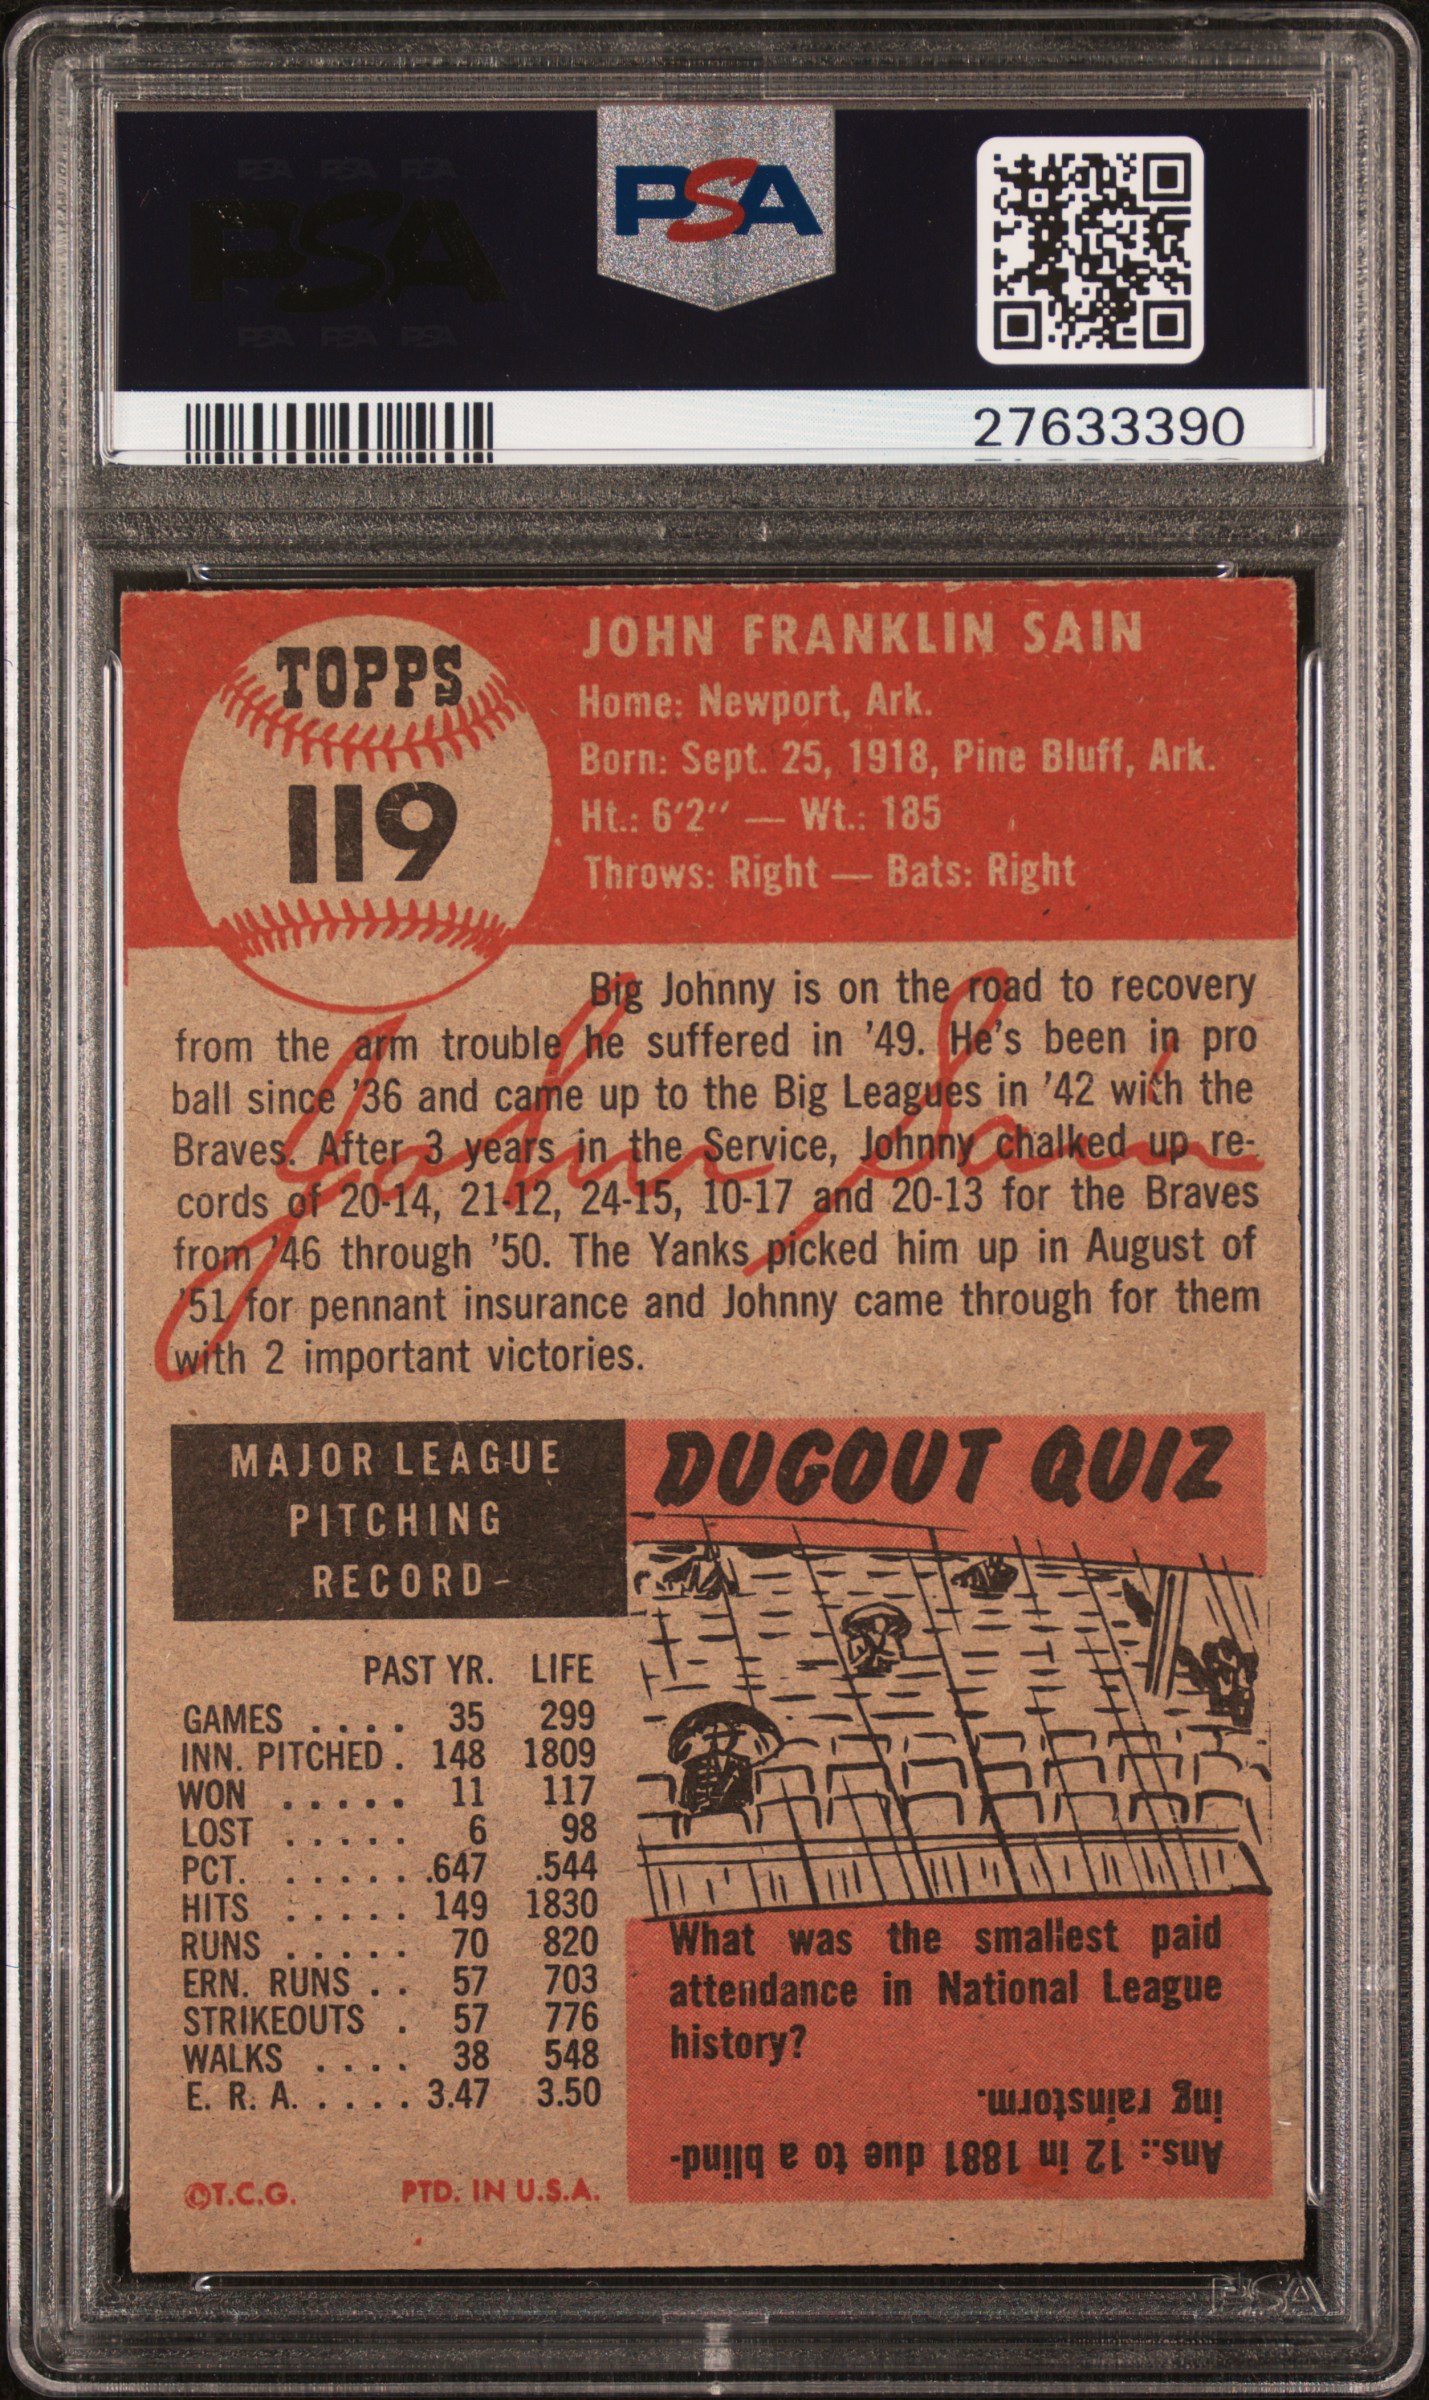 PSA PSA PSA
PSA
PSA PSA PSA
PSA
27633390
TOPPS
119
JOHN FRANKLIN SAIN
Home: Newport, Ark.
Born: Sept. 25, 1918, Pine Bluff, Ark.
Ht.: 6'2" — Wt.: 185
Throws: Right — Bats: Right
Big Johnny is on the road to recovery
from the arm trouble he suffered in '49. He's been in pro
ball since '36 and came up to the Big Leagues in '42 with the
Braves. After 3 years in the Service, Johnny chalked up re-
cords of 20-14, 21-12, 24-15, 10-17 and 20-13 for the Braves
from '46 through '50. The Yanks picked him up in August of
'51 for pennant insurance and Johnny came through for them
with 2 important victories.
John Sain
MAJOR LEAGUE
PITCHING
RECORD-
PAST YR. LIFE
GAMES .... 35 299
INN. PITCHED . 148 1809
WON ..... 11 117
LOST ..... 6 98
PCT. ...... .647 .544
HITS ..... 149 1830
RUNS ..... 70 820
ERN. RUNS .. 57 703
STRIKEOUTS . 57 776
WALKS .... 38 548
E. R. A. ..... 3.47 3.50
©T.C.G. PTD. IN U.S.A.
DUGOUT QUIZ
What was the smallest paid
attendance in National League
history?
Ans.: 12 in 1881 due to a blind-
ing rainstorm.
PSA